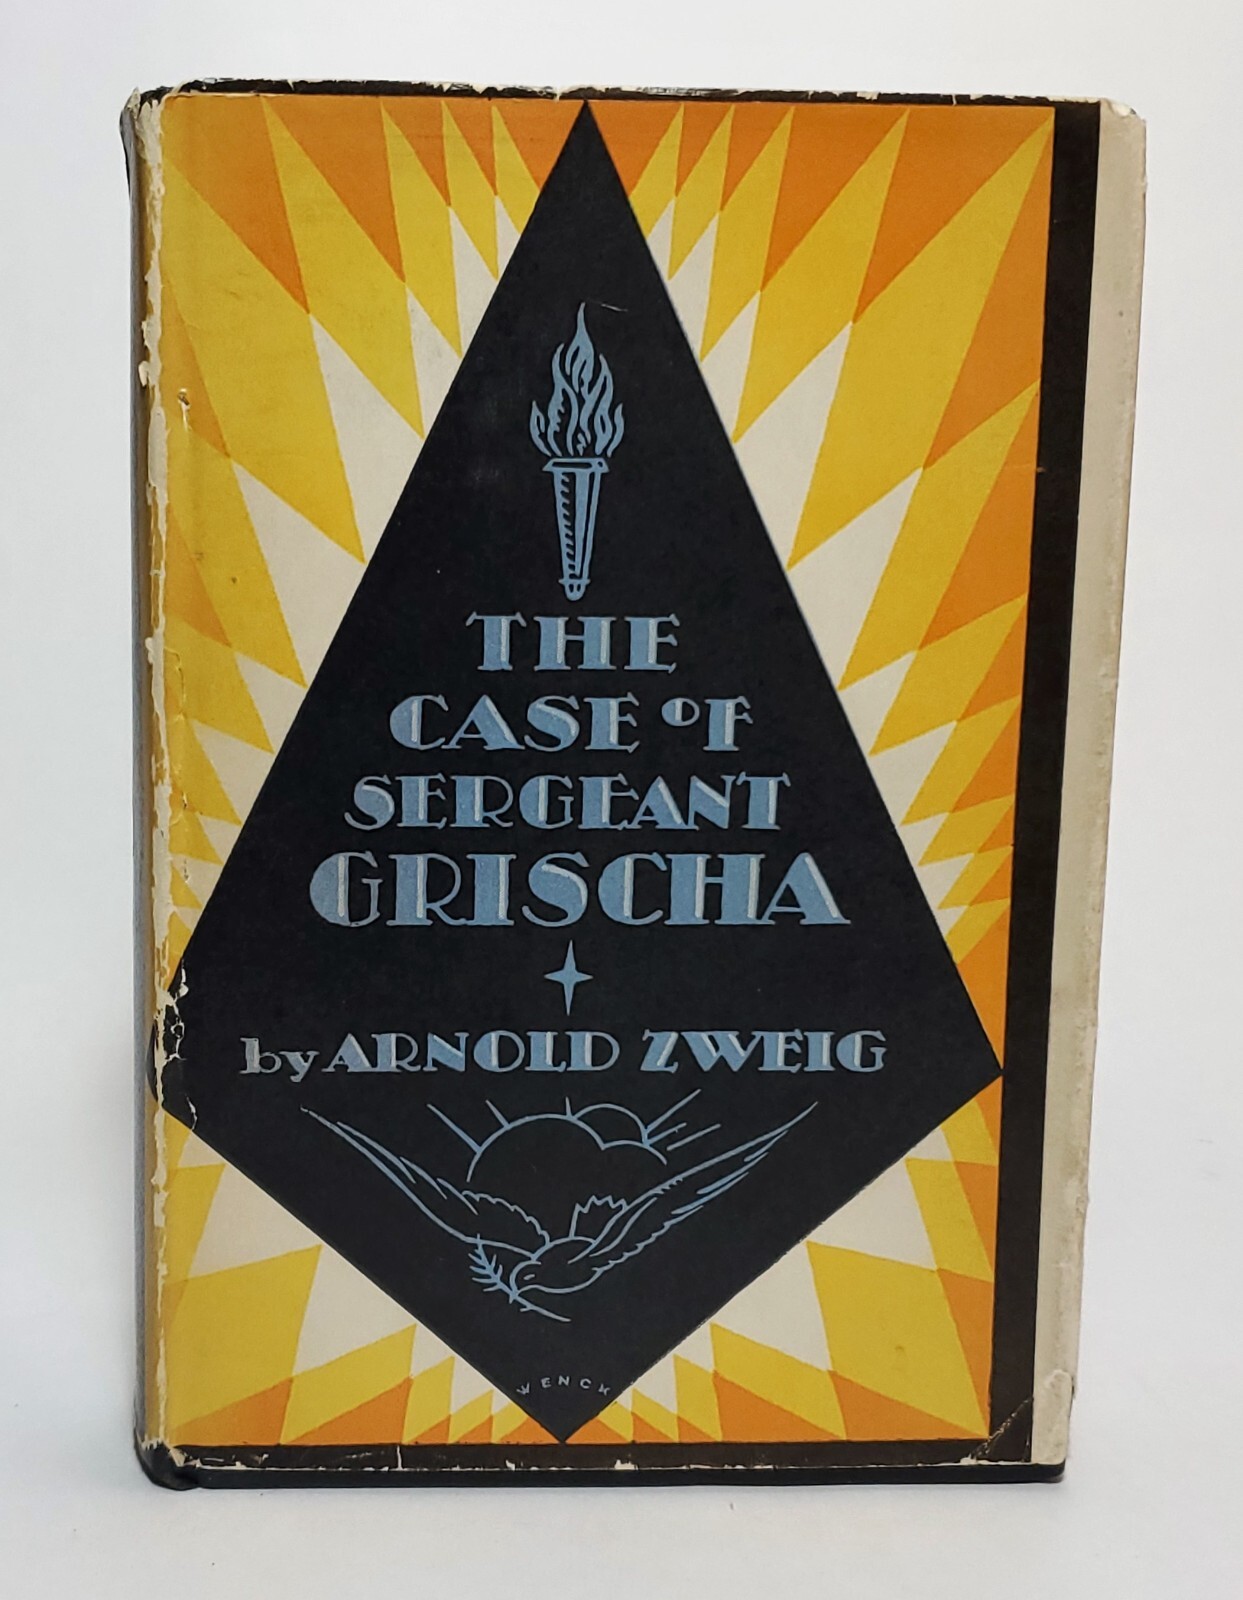 THE
CASE OF
SERGEANT
GRISCHA
by ARNOLD ZWEIG
WENCK